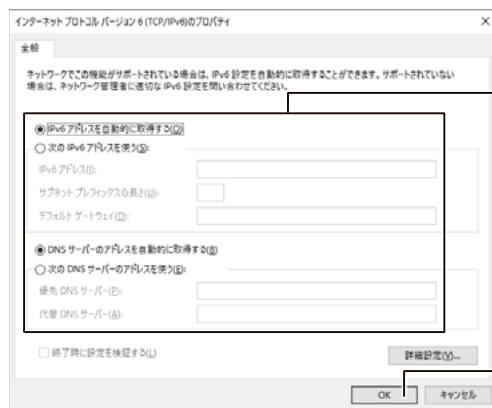 インターネット プロトコル バージョン 6 (TCP/IPv6)のプロパティ
全般
ネットワークでこの機能がサポートされている場合は、IPv6 設定を自動的に取得することができます。サポートされていない
場合は、ネットワーク管理者に適切な IPv6 設定を問い合わせてください。
IPv6 アドレスを自動的に取得する(O)
次の IPv6 アドレスを使う(S):
IPv6 アドレス(I):
サブネット プレフィックスの長さ(U):
デフォルト ゲートウェイ(D):
DNS サーバーのアドレスを自動的に取得する(B)
次の DNS サーバーのアドレスを使う(E):
優先 DNS サーバー(P):
代替 DNS サーバー(A):
終了時に設定を検証する(L)
詳細設定(V)...
OK
キャンセル